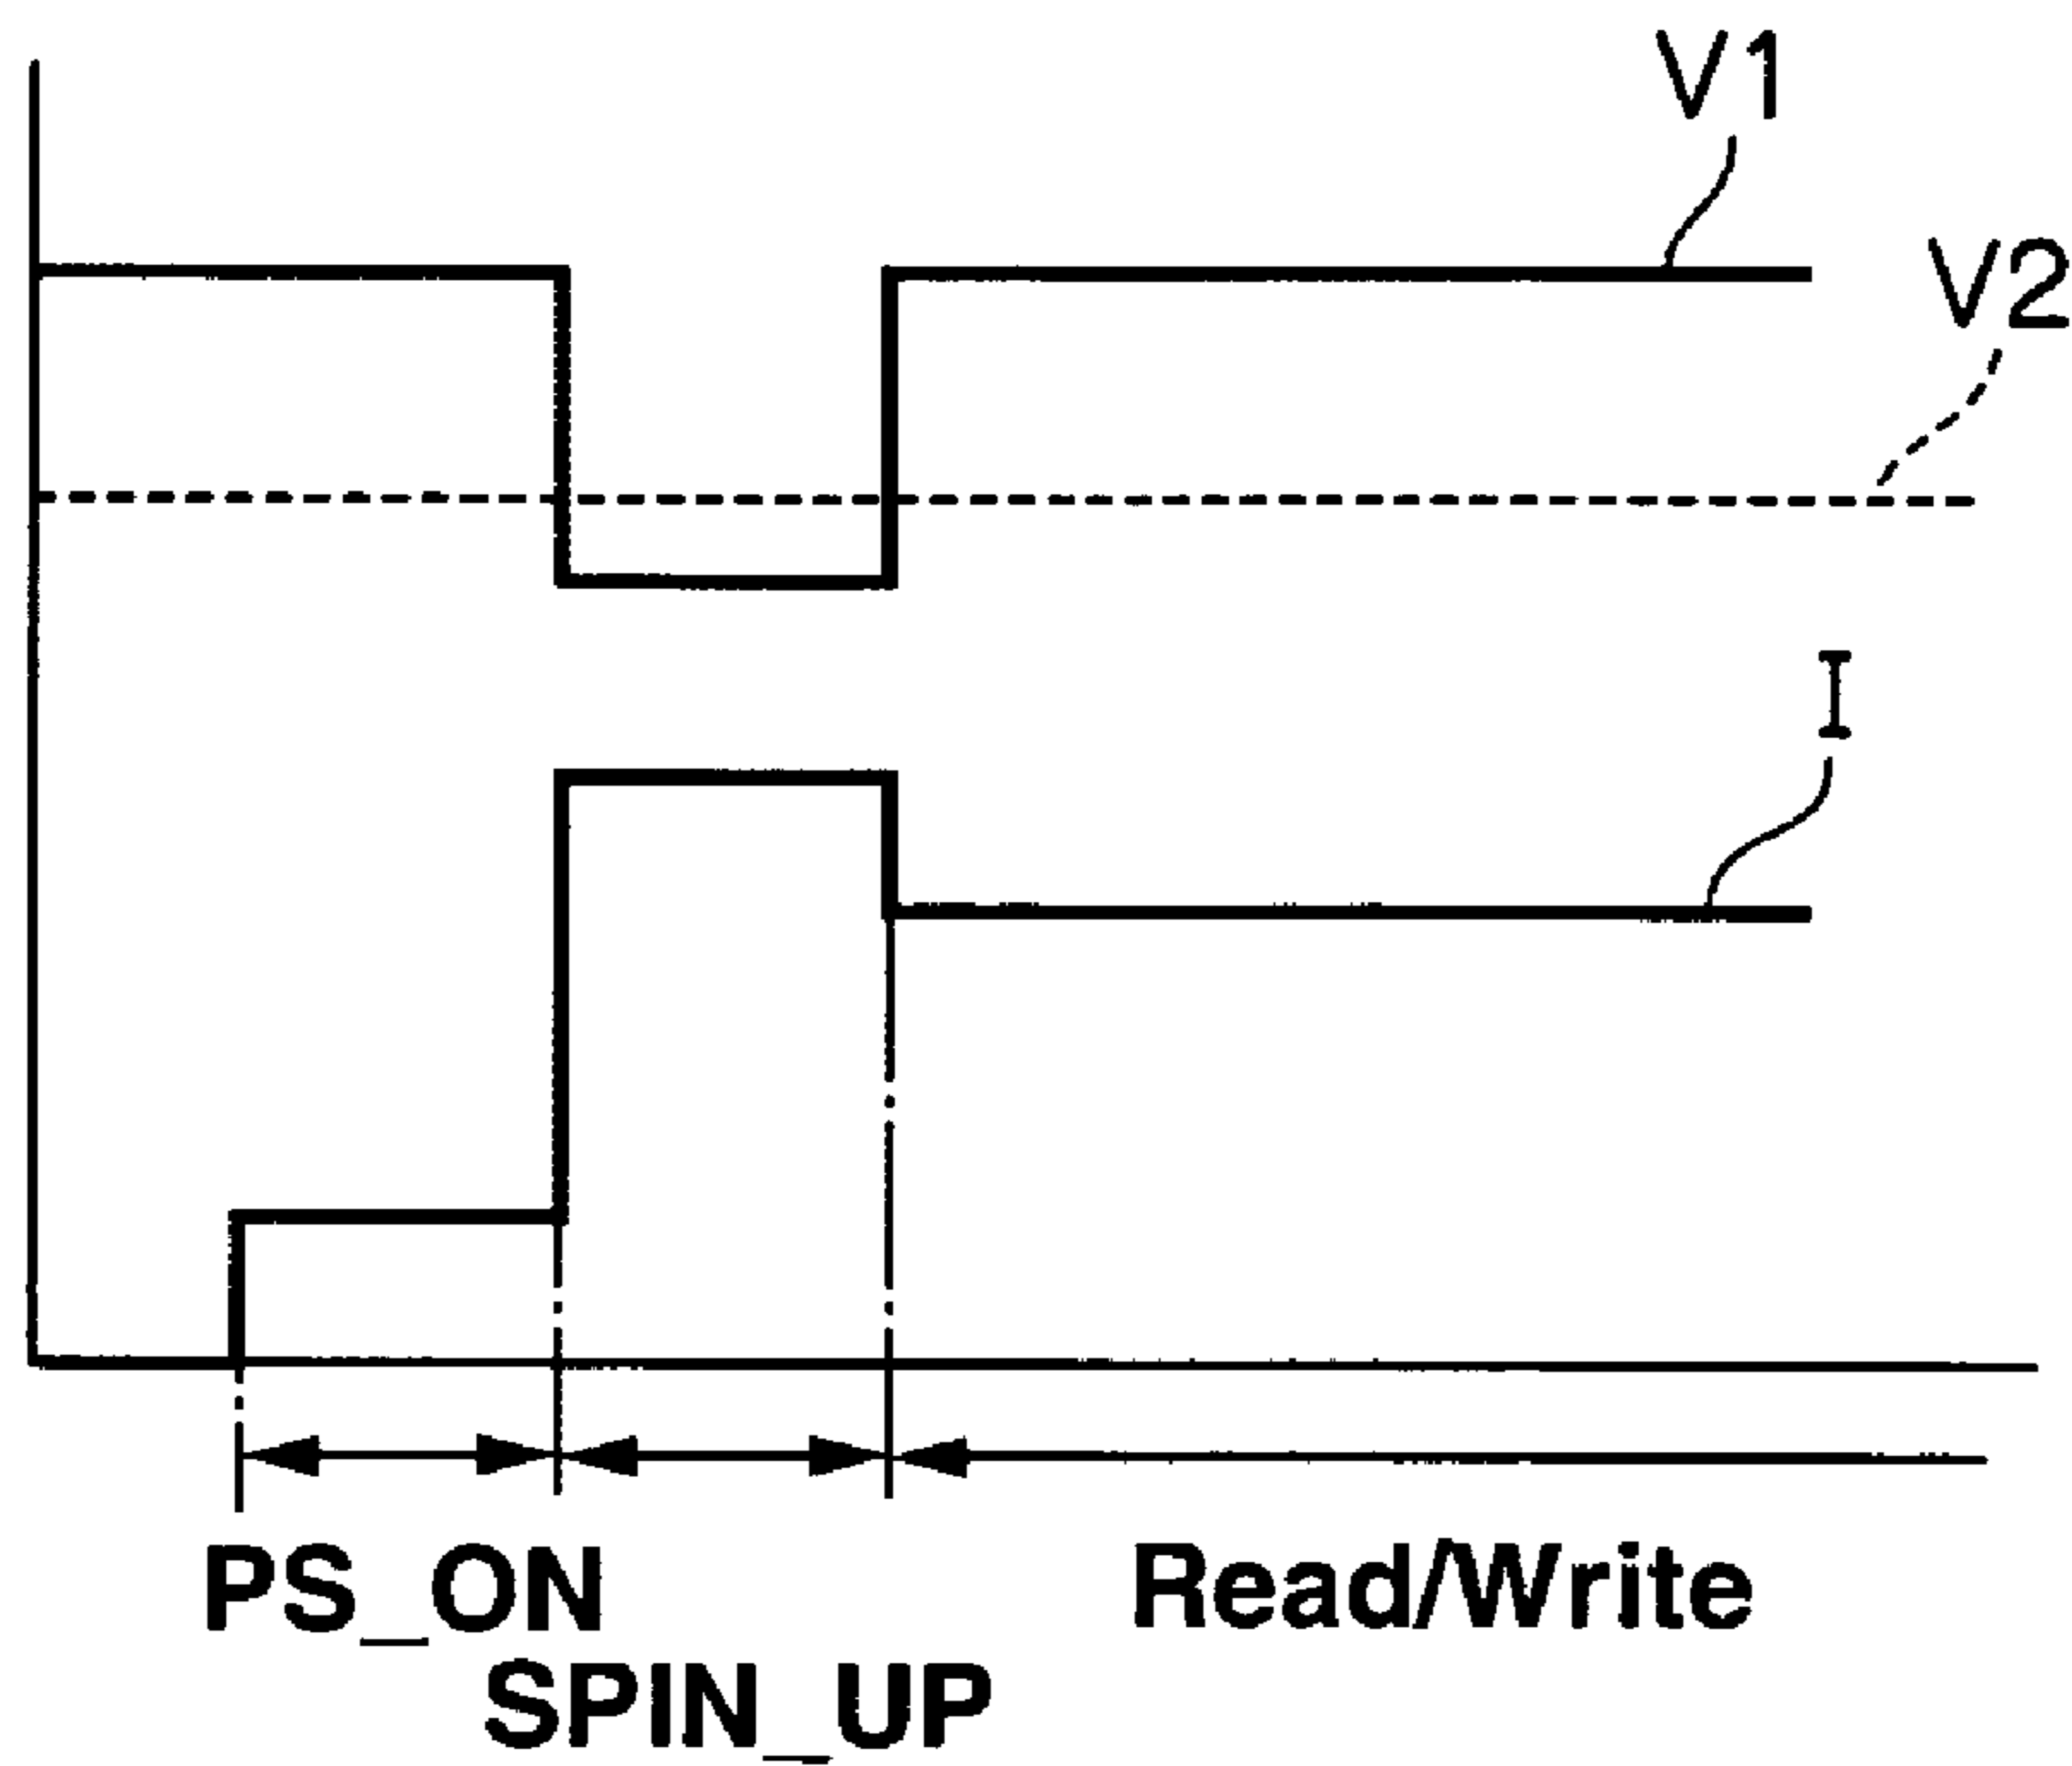 V1
V2
I
PS_ON
Read/Write
SPIN_UP